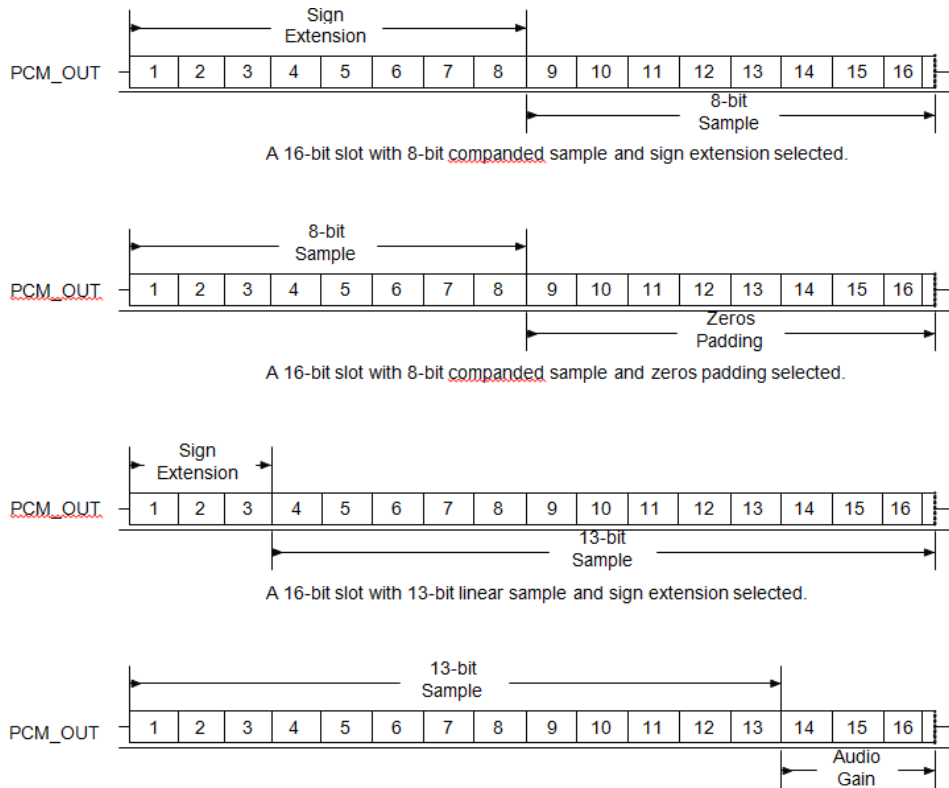 Sign
Extension
PCM_OUT 1 2 3 4 5 6 7 8 9 10 11 12 13 14 15 16
8-bit
Sample
A 16-bit slot with 8-bit companded sample and sign extension selected.
8-bit
Sample
PCM_OUT 1 2 3 4 5 6 7 8 9 10 11 12 13 14 15 16
Zeros
Padding
A 16-bit slot with 8-bit companded sample and zeros padding selected.
Sign
Extension
PCM_OUT 1 2 3 4 5 6 7 8 9 10 11 12 13 14 15 16
13-bit
Sample
A 16-bit slot with 13-bit linear sample and sign extension selected.
13-bit
Sample
PCM_OUT 1 2 3 4 5 6 7 8 9 10 11 12 13 14 15 16
Audio
Gain